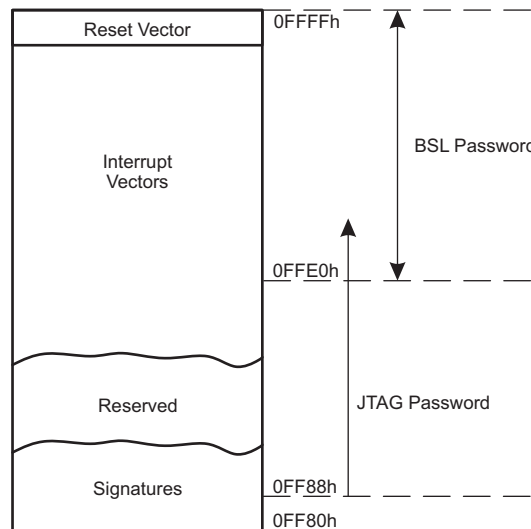 Reset Vector
0FFFFh
BSL Password
Interrupt
Vectors
0FFE0h
Reserved
JTAG Password
Signatures
0FF88h
0FF80h